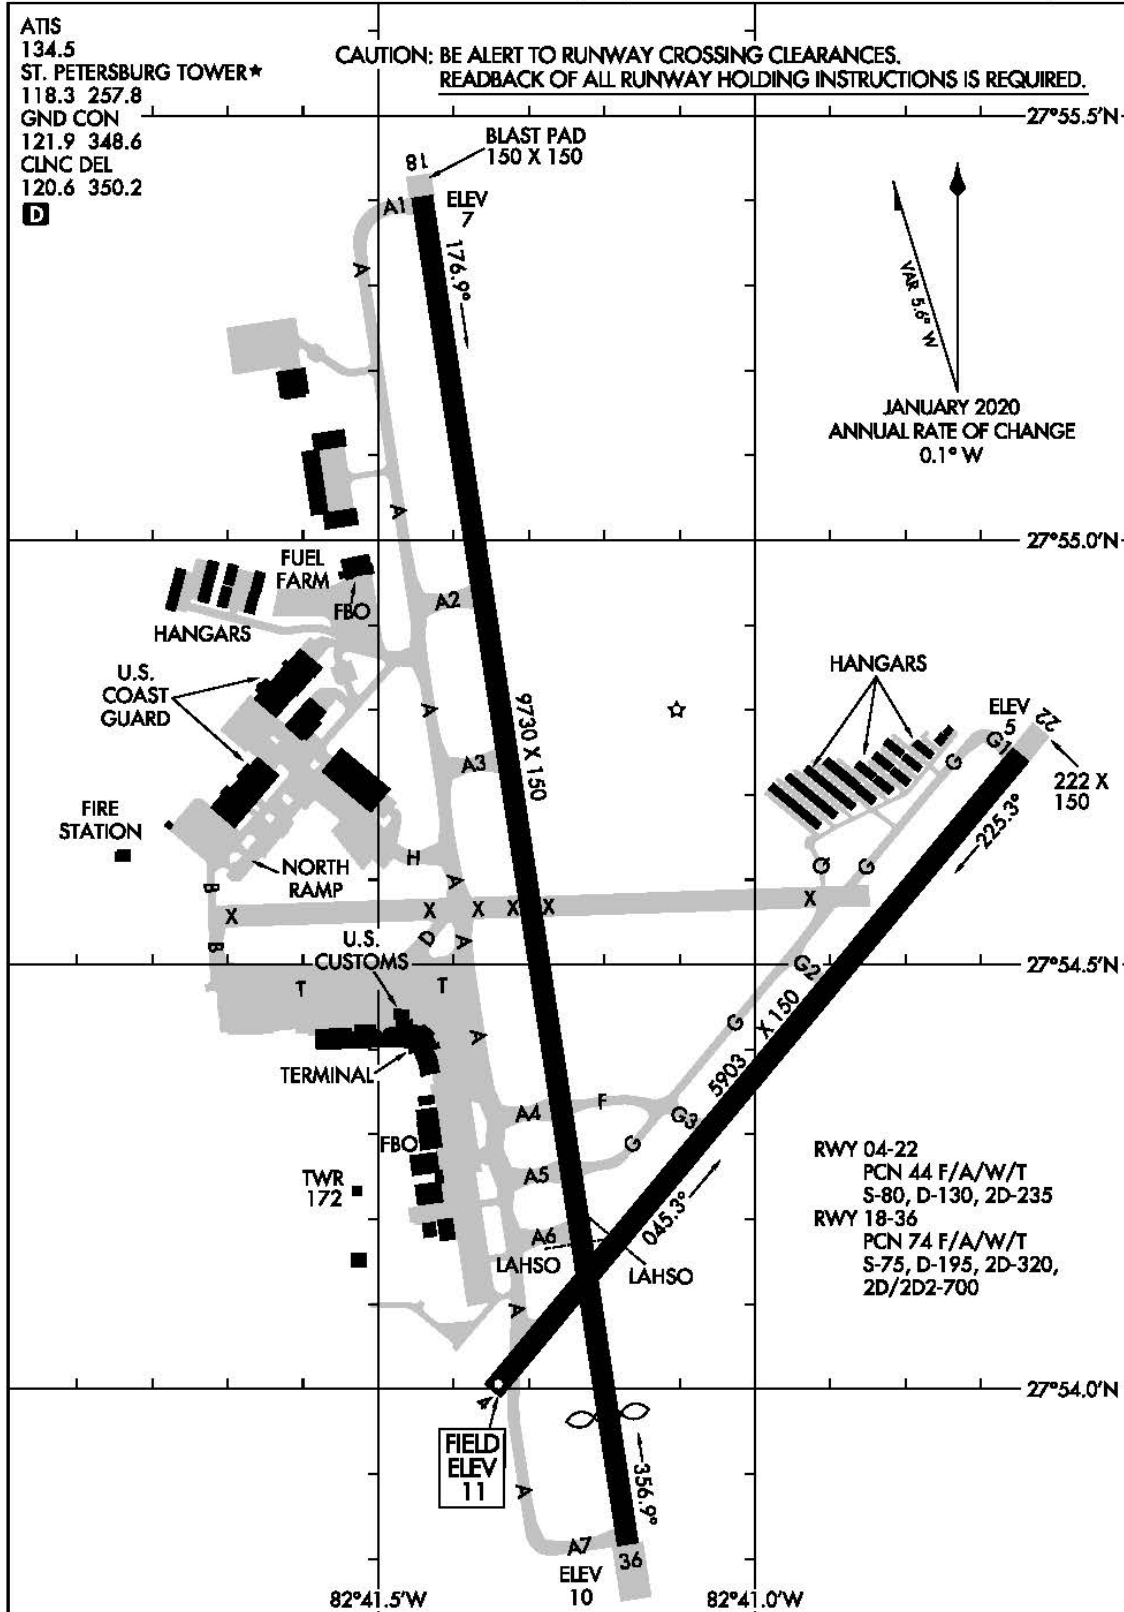 ATIS
134.5
ST. PETERSBURG TOWER★
118.3 257.8
GND CON
121.9 348.6
CLNC DEL
120.6 350.2
D
CAUTION: BE ALERT TO RUNWAY CROSSING CLEARANCES.
READBACK OF ALL RUNWAY HOLDING INSTRUCTIONS IS REQUIRED.
27°55.5'N
18
BLAST PAD
150 X 150
A1
ELEV
7
176.9°
A
VAR 5.6° W
JANUARY 2020
ANNUAL RATE OF CHANGE
0.1° W
A
27°55.0'N
FUEL
FARM
FBO
A2
HANGARS
U.S.
COAST
GUARD
A
9730 X 150
HANGARS
ELEV
5
22
G1
G
222 X
150
225.3°
A3
FIRE
STATION
NORTH
RAMP
H
A
B
Q
G
X
X
X
X
X
X
B
D
A
U.S.
CUSTOMS
G2
27°54.5'N
T
T
A
G
5903 X 150
TERMINAL
A4
F
G3
G
FBO
A5
TWR
172
045.3°
A6
LAHSO
LAHSO
RWY 04-22
PCN 44 F/A/W/T
S-80, D-130, 2D-235
RWY 18-36
PCN 74 F/A/W/T
S-75, D-195, 2D-320,
2D/2D2-700
A
4
27°54.0'N
FIELD
ELEV
11
356.9°
A
A7
ELEV
10
36
82°41.5'W
82°41.0'W